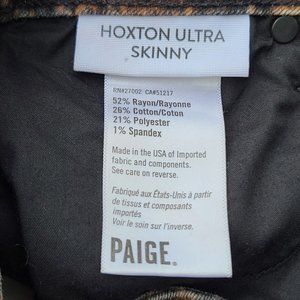 HOXTON ULTRA
SKINNY
RN#27002 CA#51217
52% Rayon/Rayonne
26% Cotton/Coton
21% Polyester
1% Spandex
Made in the USA of Imported
fabric and components.
See care on reverse.
Fabriqué aux États-Unis à partir
de tissus et composants
importés
Voir le soin sur l'inverse.
PAIGE.